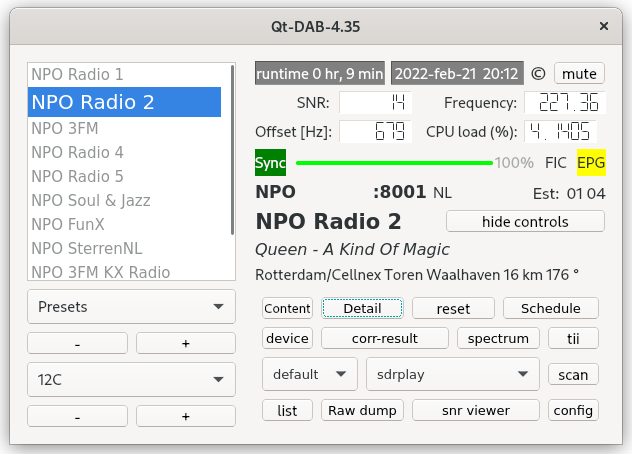 Qt-DAB-4.35 ×
NPO Radio 1
NPO Radio 2
NPO 3FM
NPO Radio 4
NPO Radio 5
NPO Soul & Jazz
NPO FunX
NPO SterrenNL
NPO 3FM KX Radio
Presets
- +
12C
- +
runtime 0 hr, 9 min 2022-feb-21 20:12 © mute
SNR: 14 Frequency: 227.36
Offset [Hz]: 679 CPU load (%): 4.1405
Sync 100% FIC EPG
NPO :8001 NL Est: 01 04
NPO Radio 2 hide controls
Queen - A Kind Of Magic
Rotterdam/Cellnex Toren Waalhaven 16 km 176 °
Content Detail reset Schedule
device corr-result spectrum tii
default sdrplay scan
list Raw dump snr viewer config